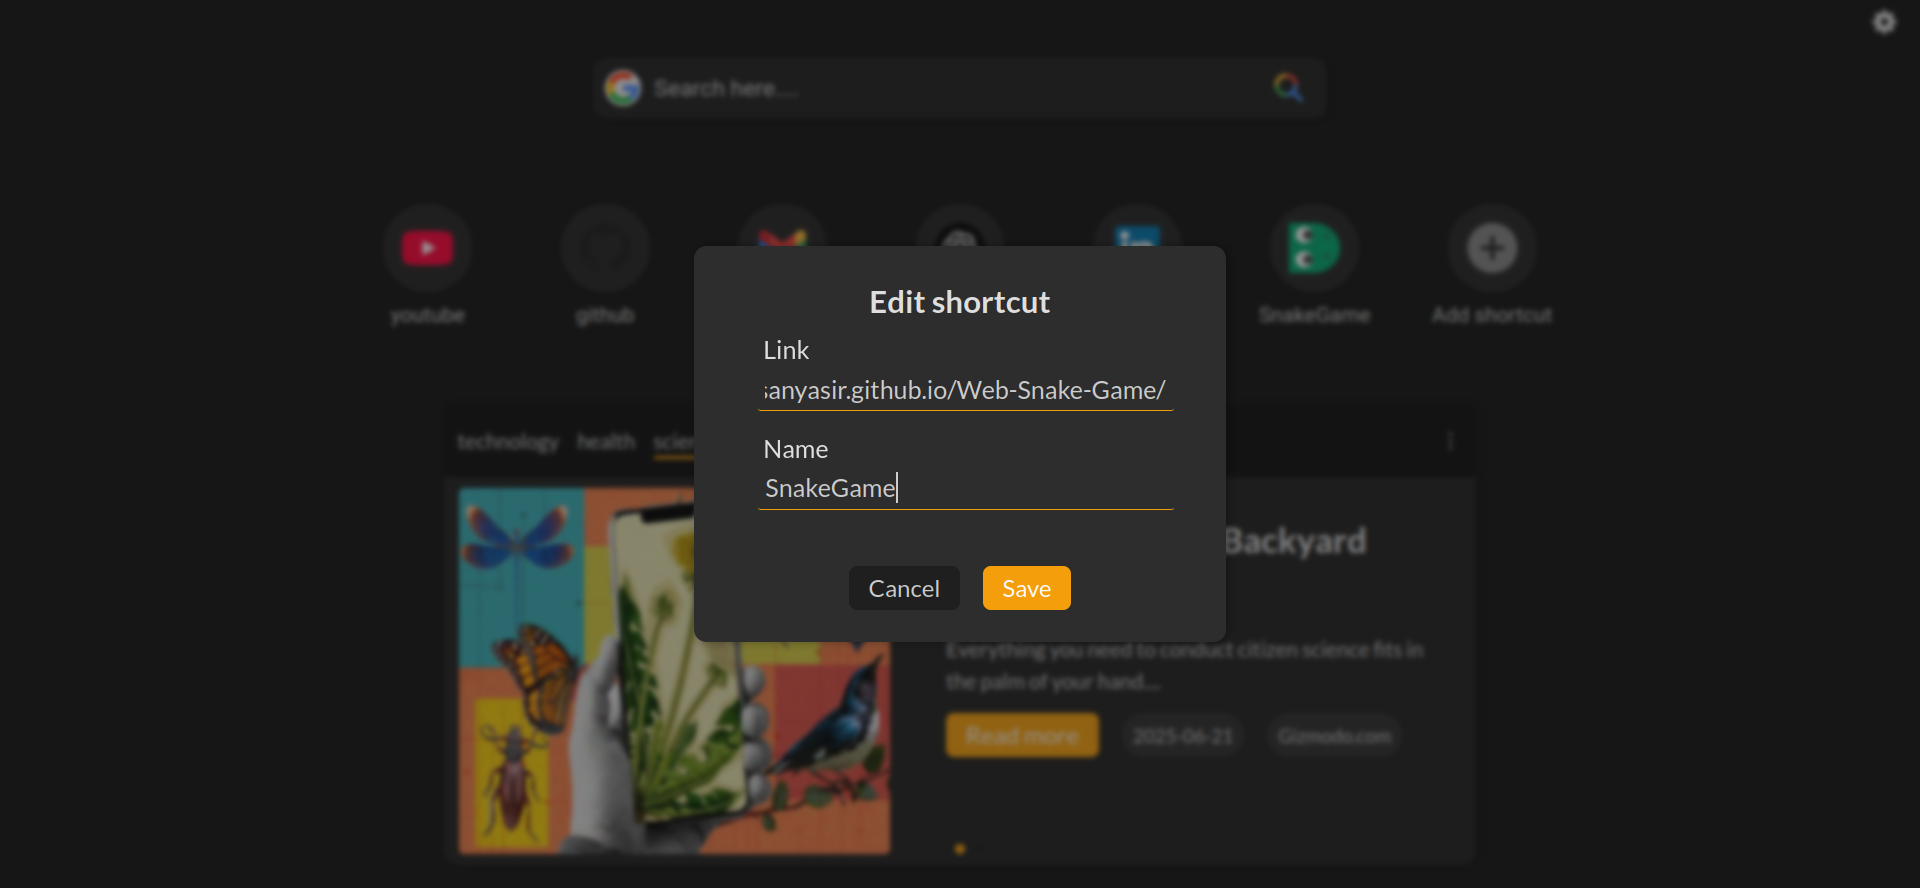 Search here....
youtube
github
SnakeGame
Add shortcut
Edit shortcut
Link
sanyasir.github.io/Web-Snake-Game/
Name
SnakeGame
Cancel
Save
technology health
Backyard
Everything you need to conduct citizen science fits in
the palm of your hand....
Read more
2025-06-21
Gizmodo.com